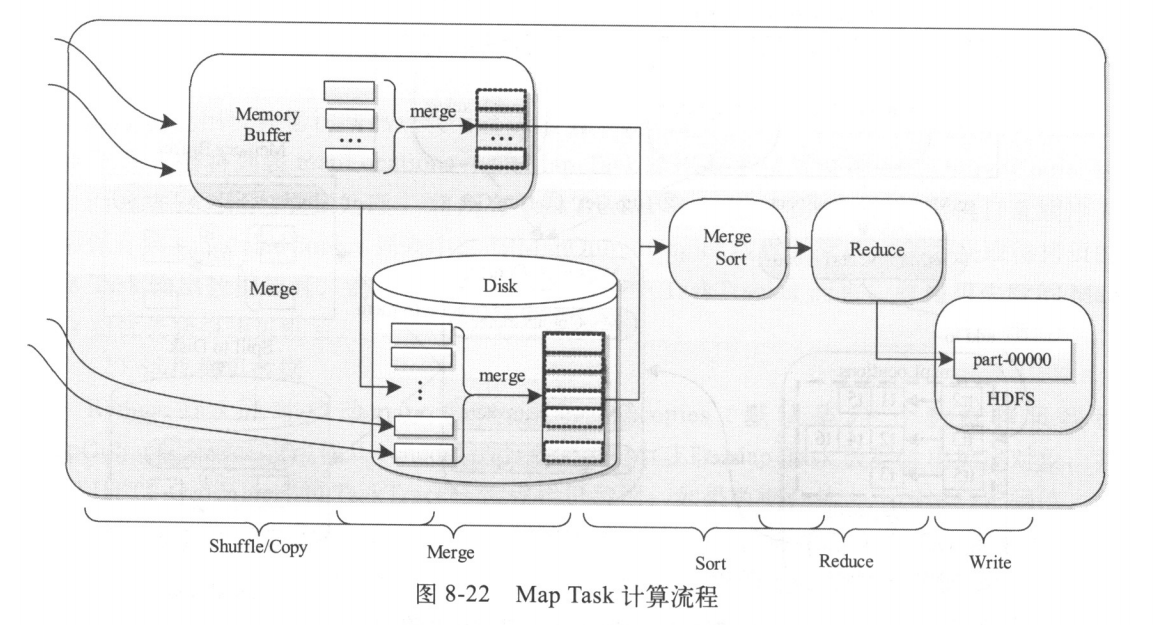 Memory
Buffer
...
merge
...
Merge
Sort
Reduce
Merge
Disk
...
merge
part-00000
HDFS
Shuffle/Copy
Merge
Sort
Reduce
Write
图 8-22 Map Task 计算流程